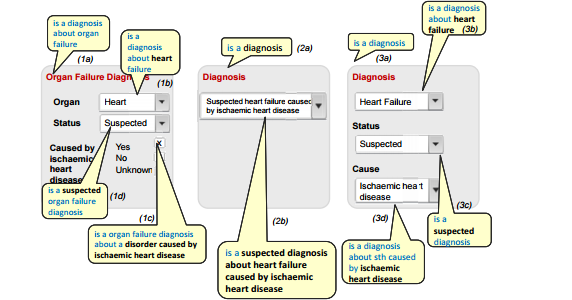 is a diagnosis
about organ
failure
(1a)
is a
diagnosis
about heart
failure
(1b)
Organ Failure Diagnosis
Organ
Heart
Status
Suspected
Caused by
ischaemic
heart
disease
Yes
No
Unknown
x
is a suspected
organ failure
diagnosis
(1d)
(1c)
is a organ failure diagnosis
about a disorder caused by
ischaemic heart disease
is a diagnosis
(2a)
Diagnosis
Suspected heart failure caused
by ischaemic heart disease
(2b)
is a suspected diagnosis
about heart failure
caused by ischaemic
heart disease
(3a)
is a diagnosis
is a diagnosis
about heart
failure
(3b)
Diagnosis
Heart Failure
Status
Suspected
Cause
Ischaemic heart
disease
(3d)
(3c)
is a diagnosis
about sth caused
by ischaemic
heart disease
is a
suspected
diagnosis